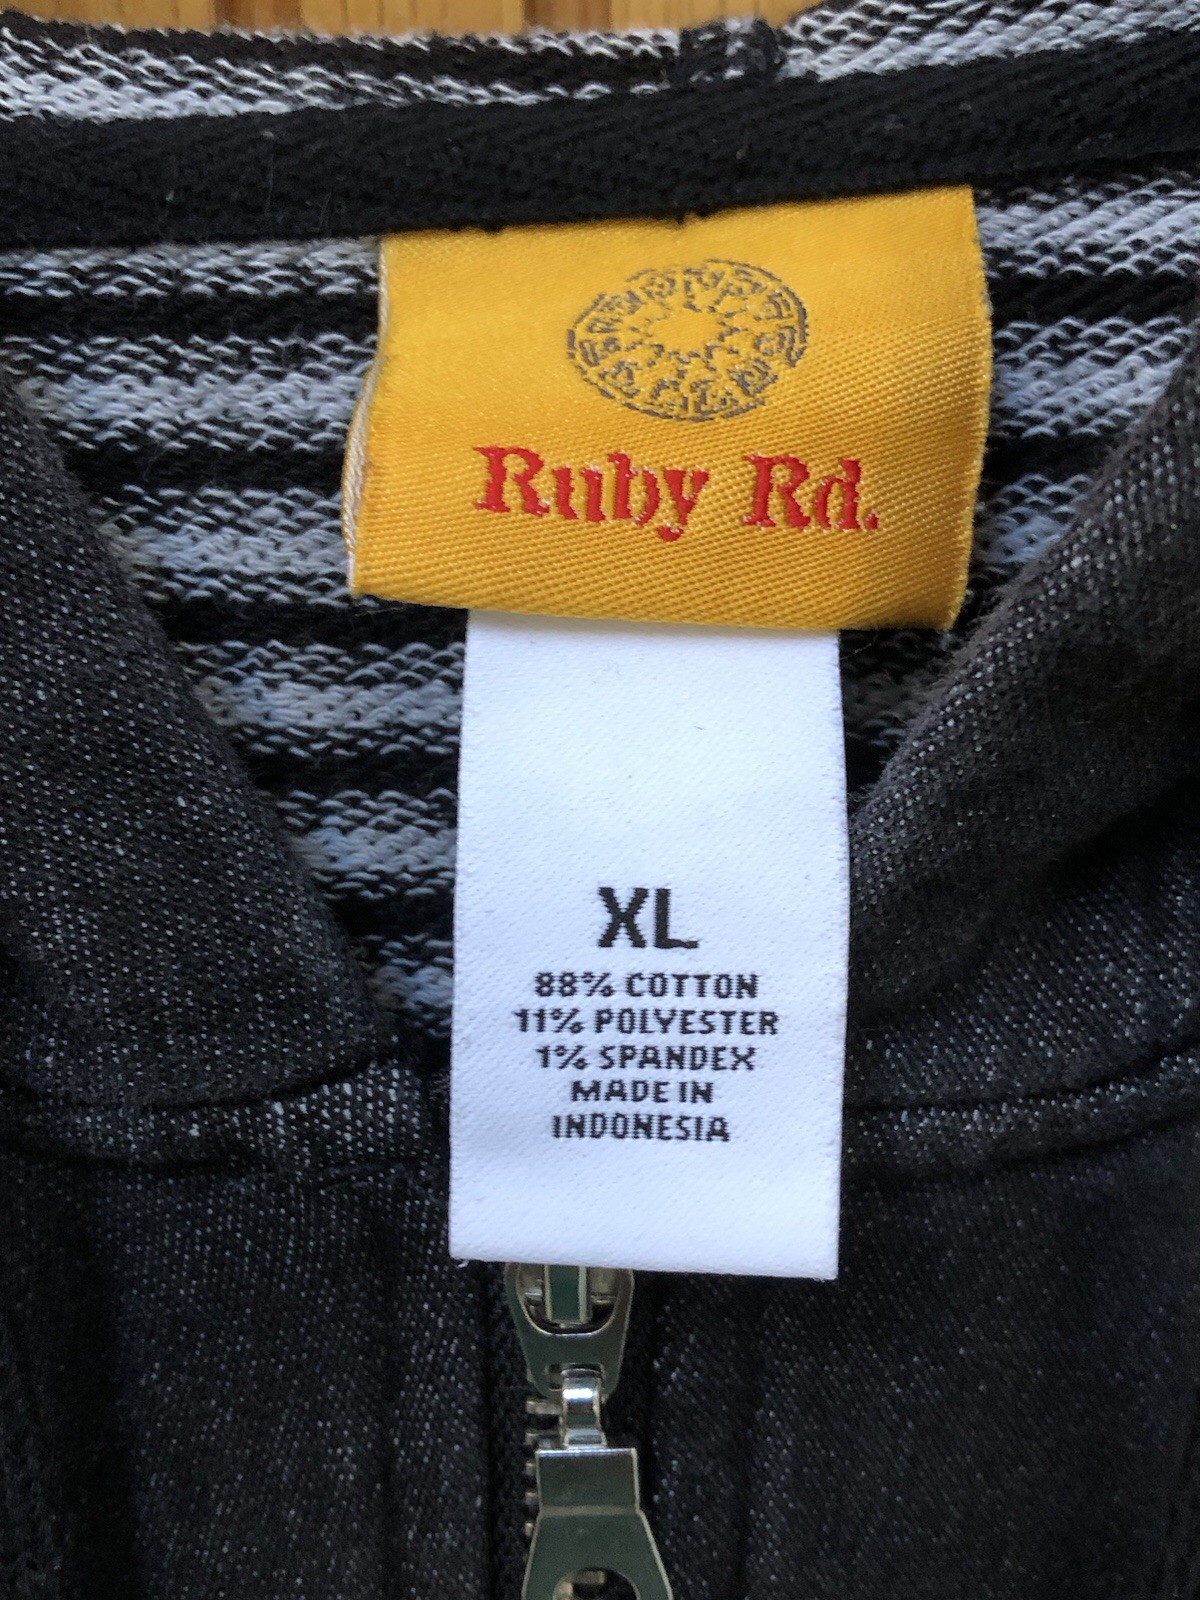 Ruby Rd.
XL
88% COTTON
11% POLYESTER
1% SPANDEX
MADE IN
INDONESIA